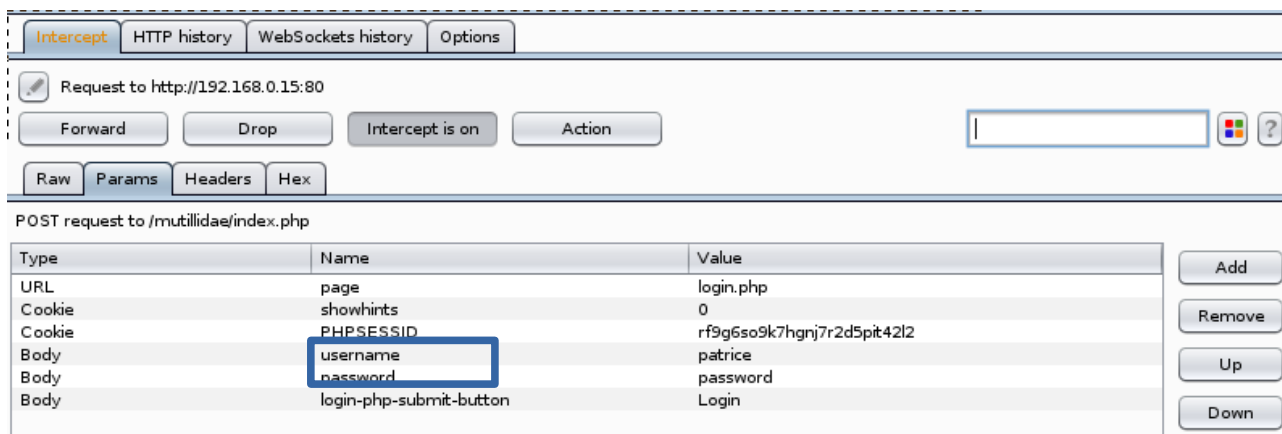 Intercept HTTP history WebSockets history Options
Request to http://192.168.0.15:80
Forward Drop Intercept is on Action ?
Raw Params Headers Hex
POST request to /mutillidae/index.php
Type Name Value
URL page login.php
Cookie showhints 0
Cookie PHPSESSID rf9g6so9k7hgnj7r2d5pit42l2
Body username patrice
Body password password
Body login-php-submit-button Login
Add
Remove
Up
Down